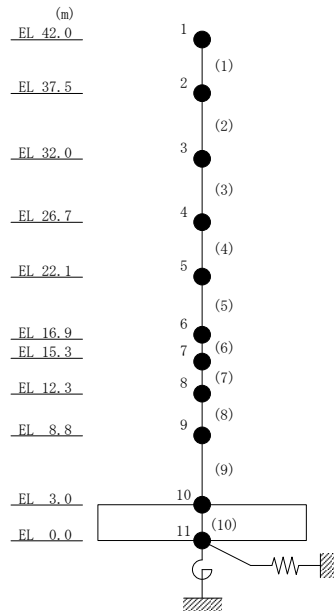 (m)
EL 42.0
1
(1)
EL 37.5
2
(2)
EL 32.0
3
(3)
EL 26.7
4
(4)
EL 22.1
5
(5)
EL 16.9
6
(6)
EL 15.3
7
(7)
EL 12.3
8
(8)
EL 8.8
9
(9)
EL 3.0
10
(10)
EL 0.0
11